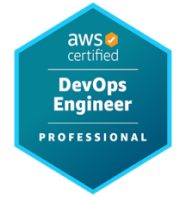 aws
certified
DevOps
Engineer
PROFESSIONAL